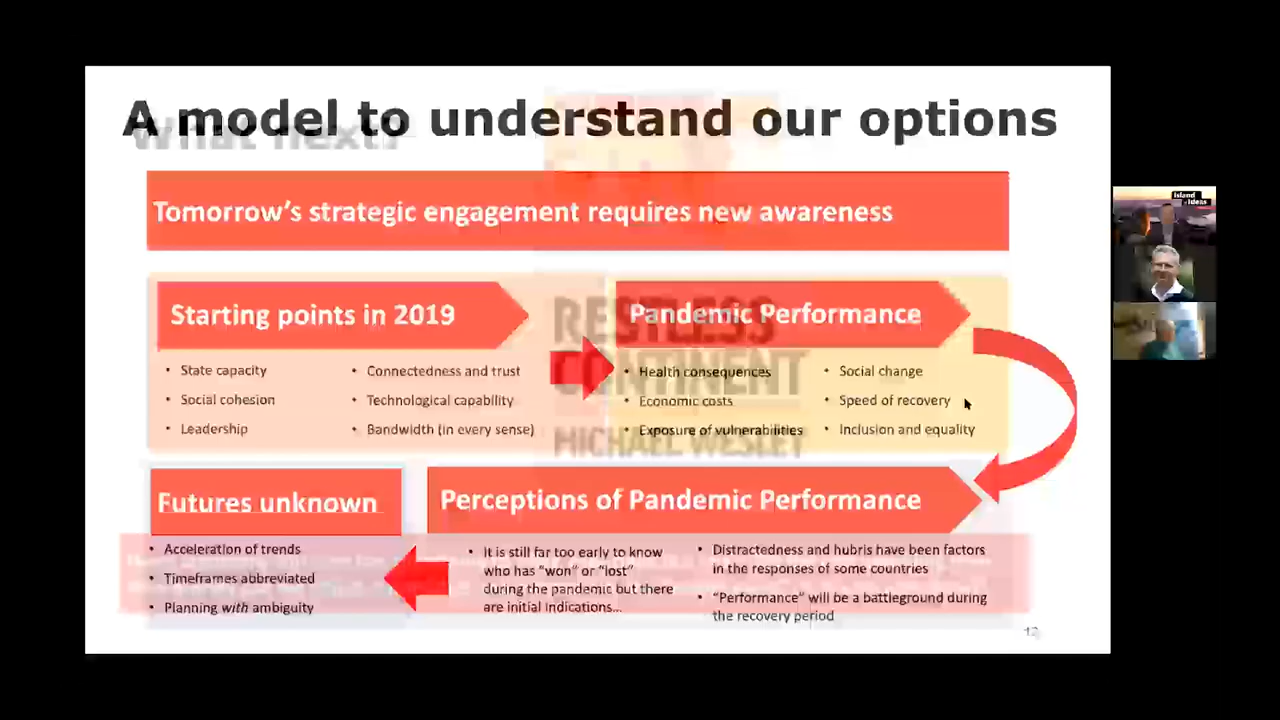 A model to understand our options
What next?
Tomorrow's strategic engagement requires new awareness
Starting points in 2019
• State capacity
• Social cohesion
• Leadership
• Connectedness and trust
• Technological capability
• Bandwidth (in every sense)
Pandemic Performance
• Health consequences
• Economic costs
• Exposure of vulnerabilities
• Social change
• Speed of recovery
• Inclusion and equality
RESTLESS
CONTINENT
MICHAEL WESLEY
Perceptions of Pandemic Performance
• It is still far too early to know
who has "won" or "lost"
during the pandemic but there
are initial indications...
• Distractedness and hubris have been factors
in the responses of some countries
• "Performance" will be a battleground during
the recovery period
Futures unknown
• Acceleration of trends
• Timeframes abbreviated
• Planning with ambiguity
island
of ideas